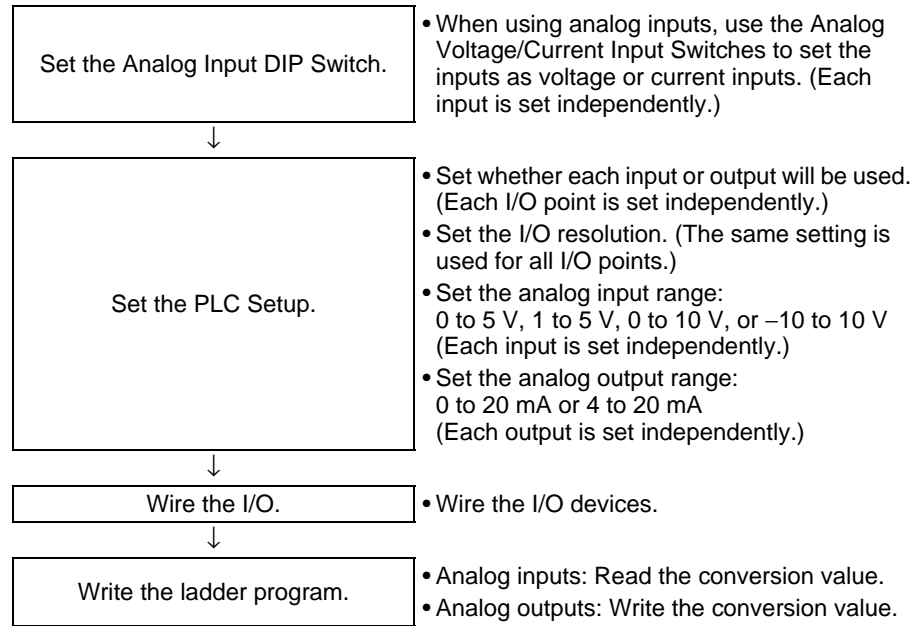 Set the Analog Input DIP Switch.
• When using analog inputs, use the Analog
Voltage/Current Input Switches to set the
inputs as voltage or current inputs. (Each
input is set independently.)
↓
Set the PLC Setup.
• Set whether each input or output will be used.
(Each I/O point is set independently.)
• Set the I/O resolution. (The same setting is
used for all I/O points.)
• Set the analog input range:
0 to 5 V, 1 to 5 V, 0 to 10 V, or −10 to 10 V
(Each input is set independently.)
• Set the analog output range:
0 to 20 mA or 4 to 20 mA
(Each output is set independently.)
↓
Wire the I/O.
• Wire the I/O devices.
↓
Write the ladder program.
• Analog inputs: Read the conversion value.
• Analog outputs: Write the conversion value.